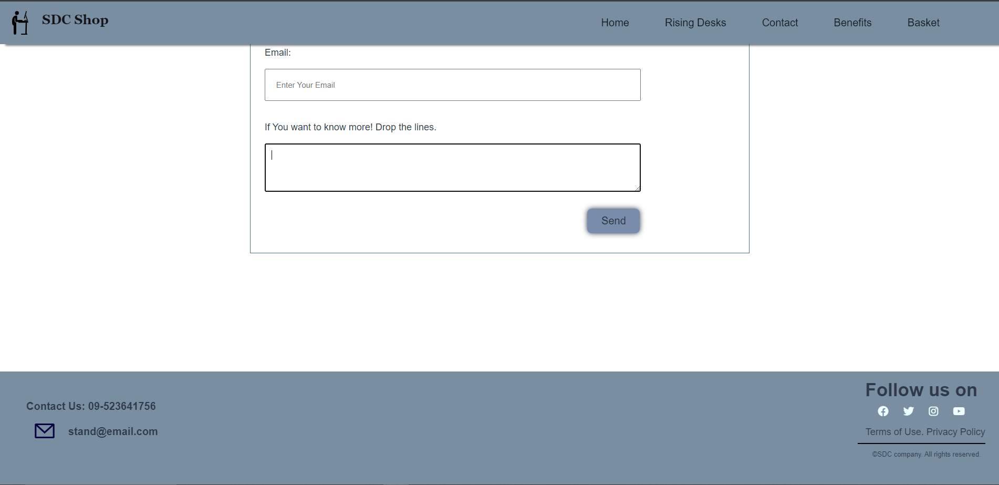 SDC Shop
Home Rising Desks Contact Benefits Basket
Email:
Enter Your Email
If You want to know more! Drop the lines.
Send
Follow us on
Contact Us: 09-523641756
stand@email.com
Terms of Use. Privacy Policy
©SDC company. All rights reserved.